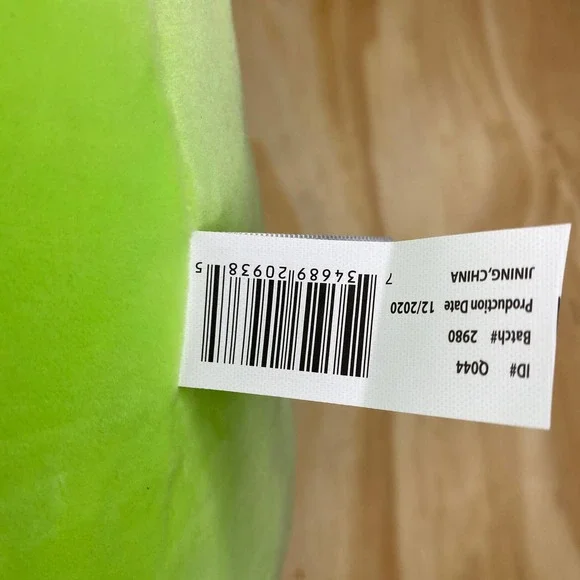 ID# Q044
Batch# 2980
Production Date 12/2020
JINING,CHINA
7 34689 20938 5